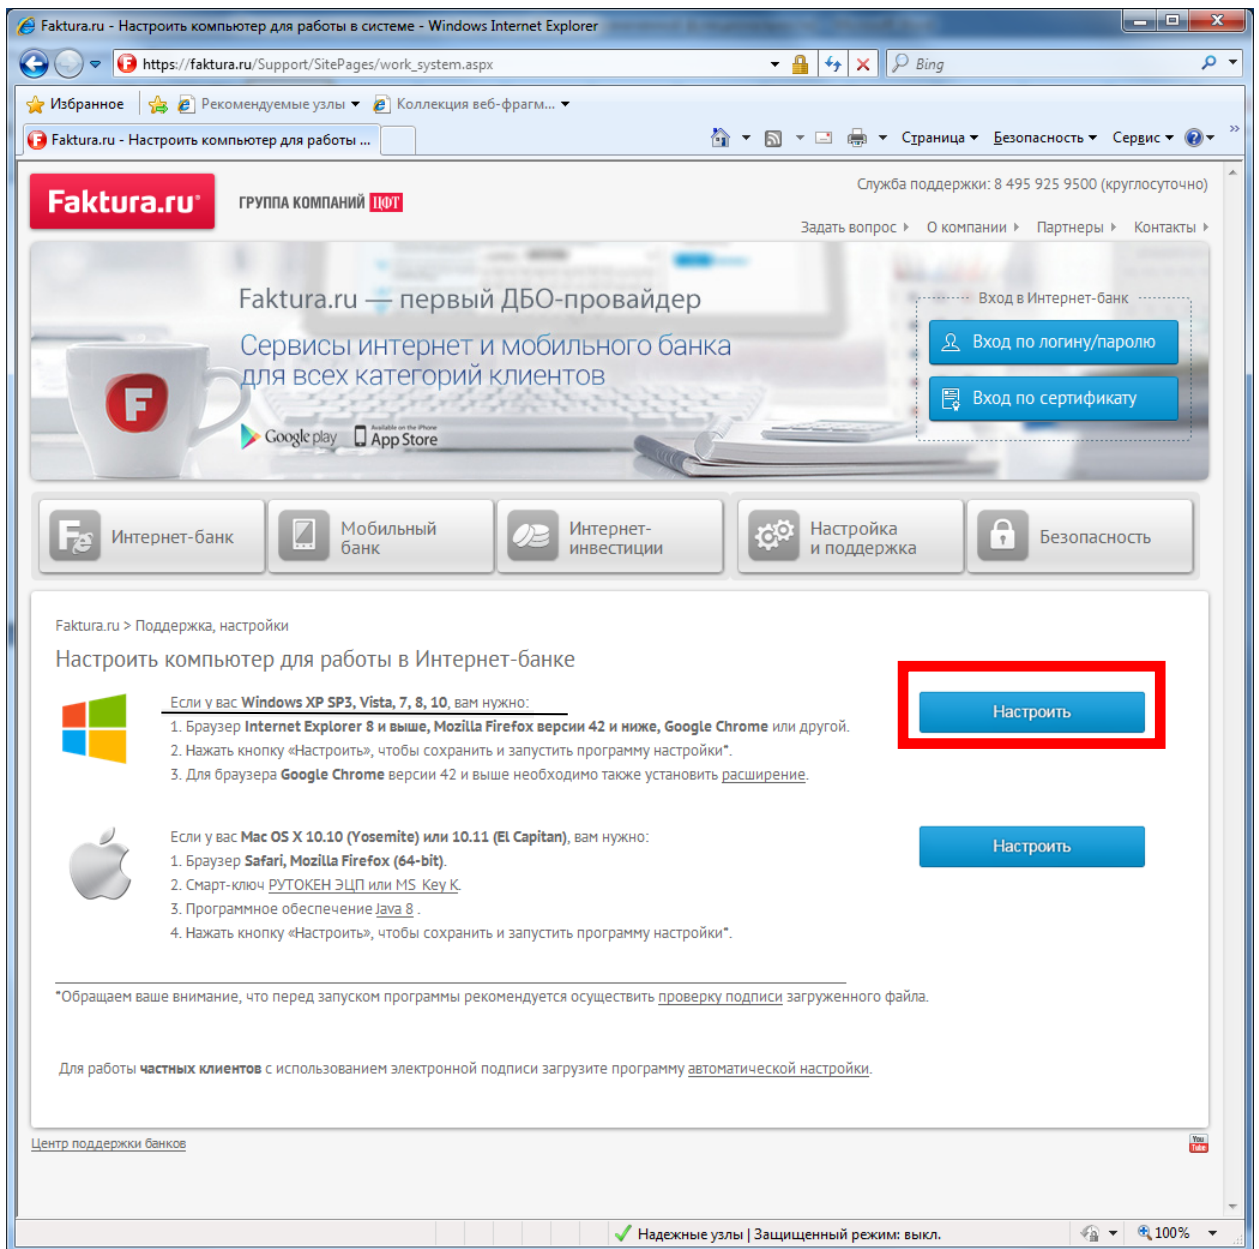 Faktura.ru - Настроить компьютер для работы в системе - Windows Internet Explorer
https://faktura.ru/Support/SitePages/work_system.aspx
Bing
Избранное
Рекомендуемые узлы
Коллекция веб-фрагм...
Faktura.ru - Настроить компьютер для работы ...
Страница
Безопасность
Сервис
Faktura.ru
ГРУППА КОМПАНИЙ ЦФТ
Служба поддержки: 8 495 925 9500 (круглосуточно)
Задать вопрос
О компании
Партнеры
Контакты
Faktura.ru — первый ДБО-провайдер
Сервисы интернет и мобильного банка
для всех категорий клиентов
Google play
Available on the iPhone
App Store
Вход в Интернет-банк
Вход по логину/паролю
Вход по сертификату
Интернет-банк
Мобильный
банк
Интернет-
инвестиции
Настройка
и поддержка
Безопасность
Faktura.ru > Поддержка, настройки
Настроить компьютер для работы в Интернет-банке
Если у вас Windows XP SP3, Vista, 7, 8, 10, вам нужно:
1. Браузер Internet Explorer 8 и выше, Mozilla Firefox версии 42 и ниже, Google Chrome или другой.
2. Нажать кнопку «Настроить», чтобы сохранить и запустить программу настройки*.
3. Для браузера Google Chrome версии 42 и выше необходимо также установить расширение.
Настроить
Если у вас Mac OS X 10.10 (Yosemite) или 10.11 (El Capitan), вам нужно:
1. Браузер Safari, Mozilla Firefox (64-bit).
2. Смарт-ключ РУТОКЕН ЭЦП или MS_Key K.
3. Программное обеспечение Java 8 .
4. Нажать кнопку «Настроить», чтобы сохранить и запустить программу настройки*.
Настроить
*Обращаем ваше внимание, что перед запуском программы рекомендуется осуществить проверку подписи загруженного файла.
Для работы частных клиентов с использованием электронной подписи загрузите программу автоматической настройки.
Центр поддержки банков
You Tube
Надежные узлы | Защищенный режим: выкл.
100%